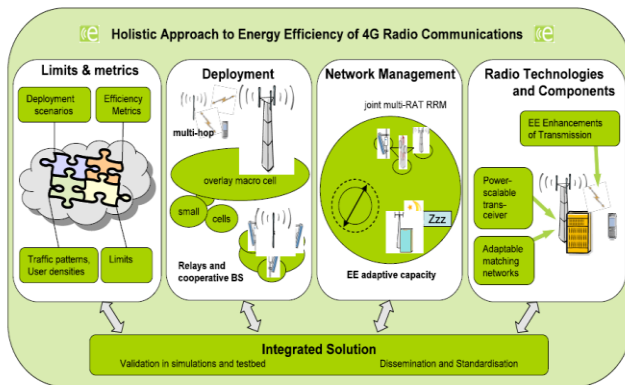 Holistic Approach to Energy Efficiency of 4G Radio Communications
Limits & metrics
Deployment
scenarios
Efficiency
Metrics
Traffic patterns,
User densities
Limits
Deployment
multi-hop
overlay macro cell
small
cells
Relays and
cooperative BS
Network Management
joint multi-RAT RRM
Zzz
EE adaptive capacity
Radio Technologies
and Components
EE Enhancements
of Transmission
Power-
scalable
trans-
ceiver
Adaptable
matching
networks
Integrated Solution
Validation in simulations and testbed
Dissemination and Standardisation